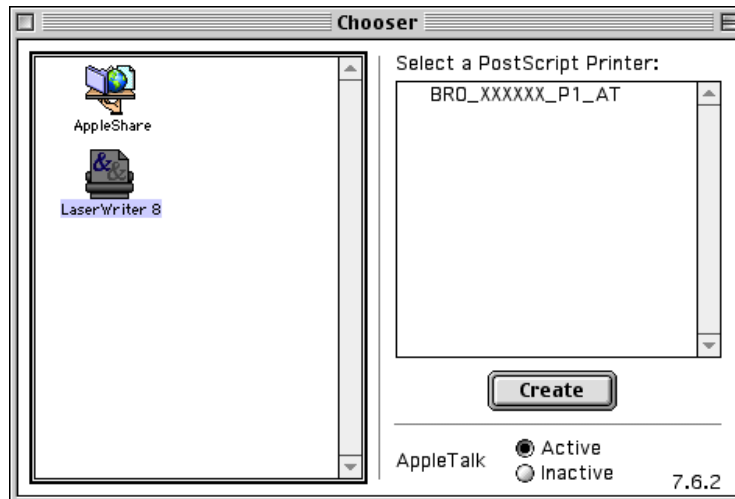 Chooser
AppleShare
LaserWriter 8
Select a PostScript Printer:
BRO_XXXXXX_P1_AT
Create
AppleTalk
Active
Inactive
7.6.2